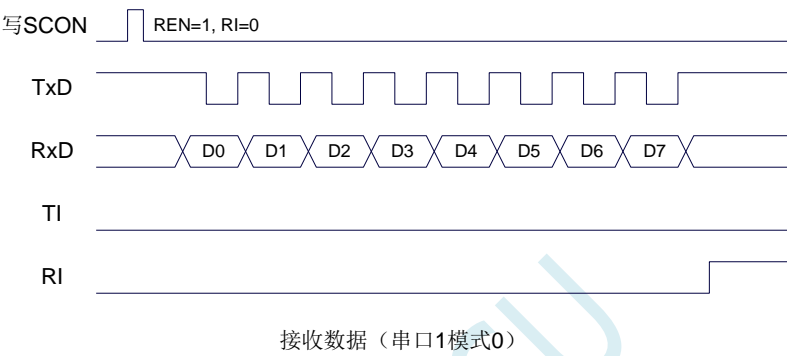 写SCON REN=1, RI=0
TxD
RxD D0 D1 D2 D3 D4 D5 D6 D7
TI
RI
接收数据（串口1模式0）